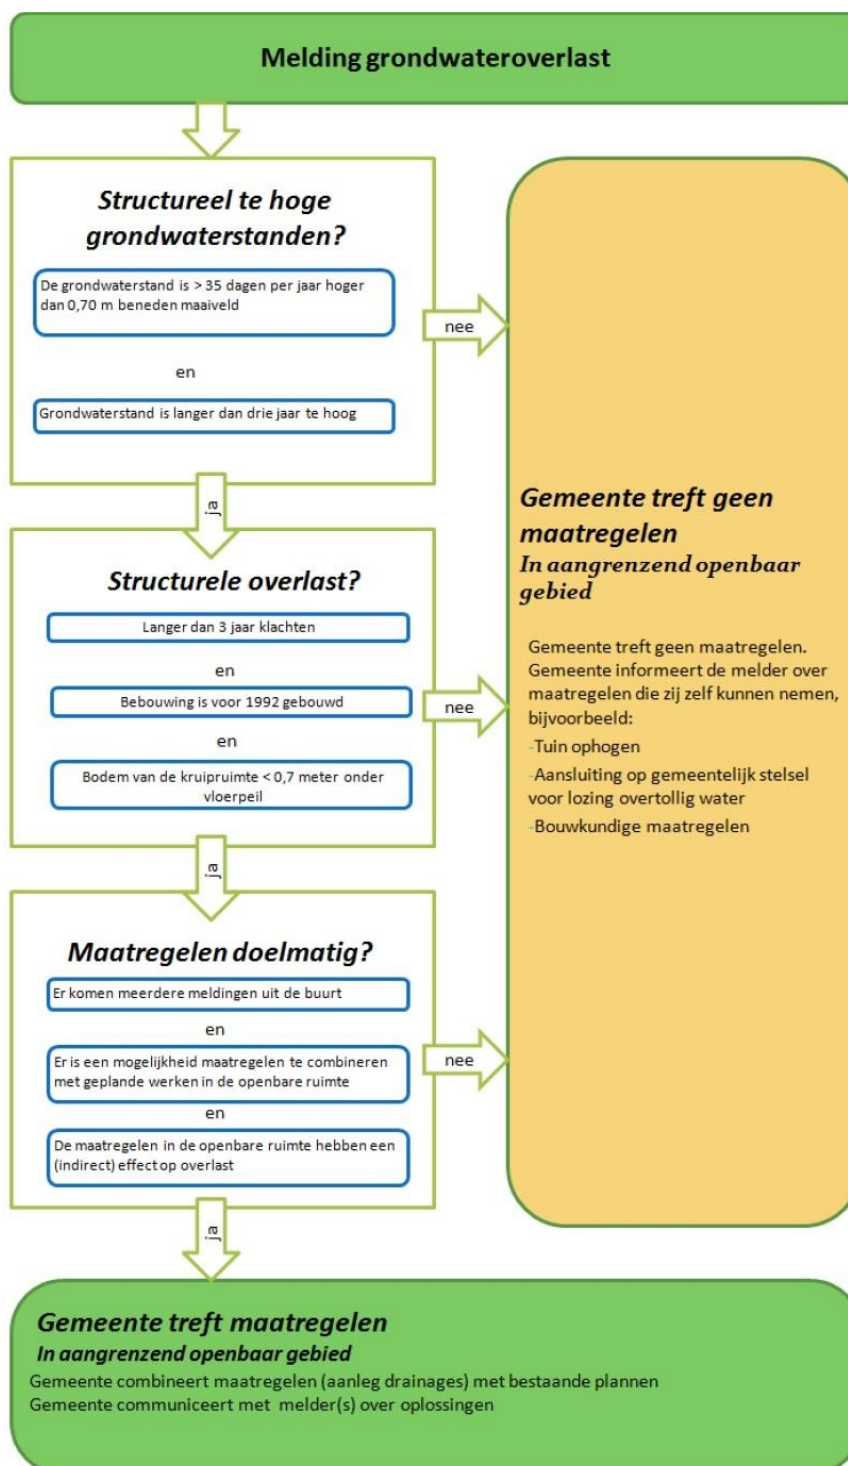 Melding grondwateroverlast
Structureel te hoge
grondwaterstanden?
De grondwaterstand is > 35 dagen per jaar hoger
dan 0,70 m beneden maaiveld
en
Grondwaterstand is langer dan drie jaar te hoog
nee
ja
Structurele overlast?
Langer dan 3 jaar klachten
en
Bebouwing is voor 1992 gebouwd
en
Bodem van de kruipruimte < 0,7 meter onder
vloerpeil
nee
ja
Maatregelen doelmatig?
Er komen meerdere meldingen uit de buurt
en
Er is een mogelijkheid maatregelen te combineren
met geplande werken in de openbare ruimte
en
De maatregelen in de openbare ruimte hebben een
(indirect) effect op overlast
nee
ja
Gemeente treft geen
maatregelen
In aangrenzend openbaar
gebied
Gemeente treft geen maatregelen.
Gemeente informeert de melder over
maatregelen die zij zelf kunnen nemen,
bijvoorbeeld:
-Tuin ophogen
-Aansluiting op gemeentelijk stelsel
voor lozing overtollig water
-Bouwkundige maatregelen
Gemeente treft maatregelen
In aangrenzend openbaar gebied
Gemeente combineert maatregelen (aanleg drainages) met bestaande plannen
Gemeente communiceert met melder(s) over oplossingen